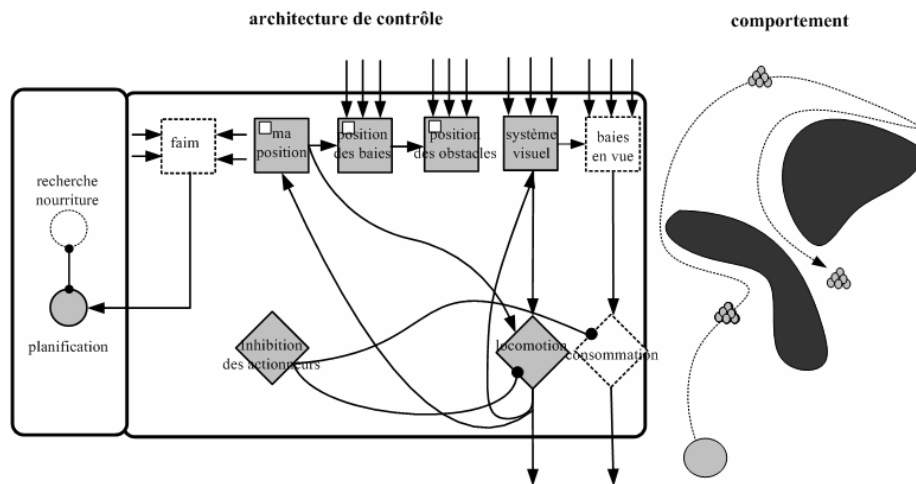 architecture de contrôle
comportement
faim
ma
position
position
des baies
position
des obstacles
système
visuel
baies
en vue
recherche
nourriture
planification
Inhibition
des actionneurs
locomotion
consommation